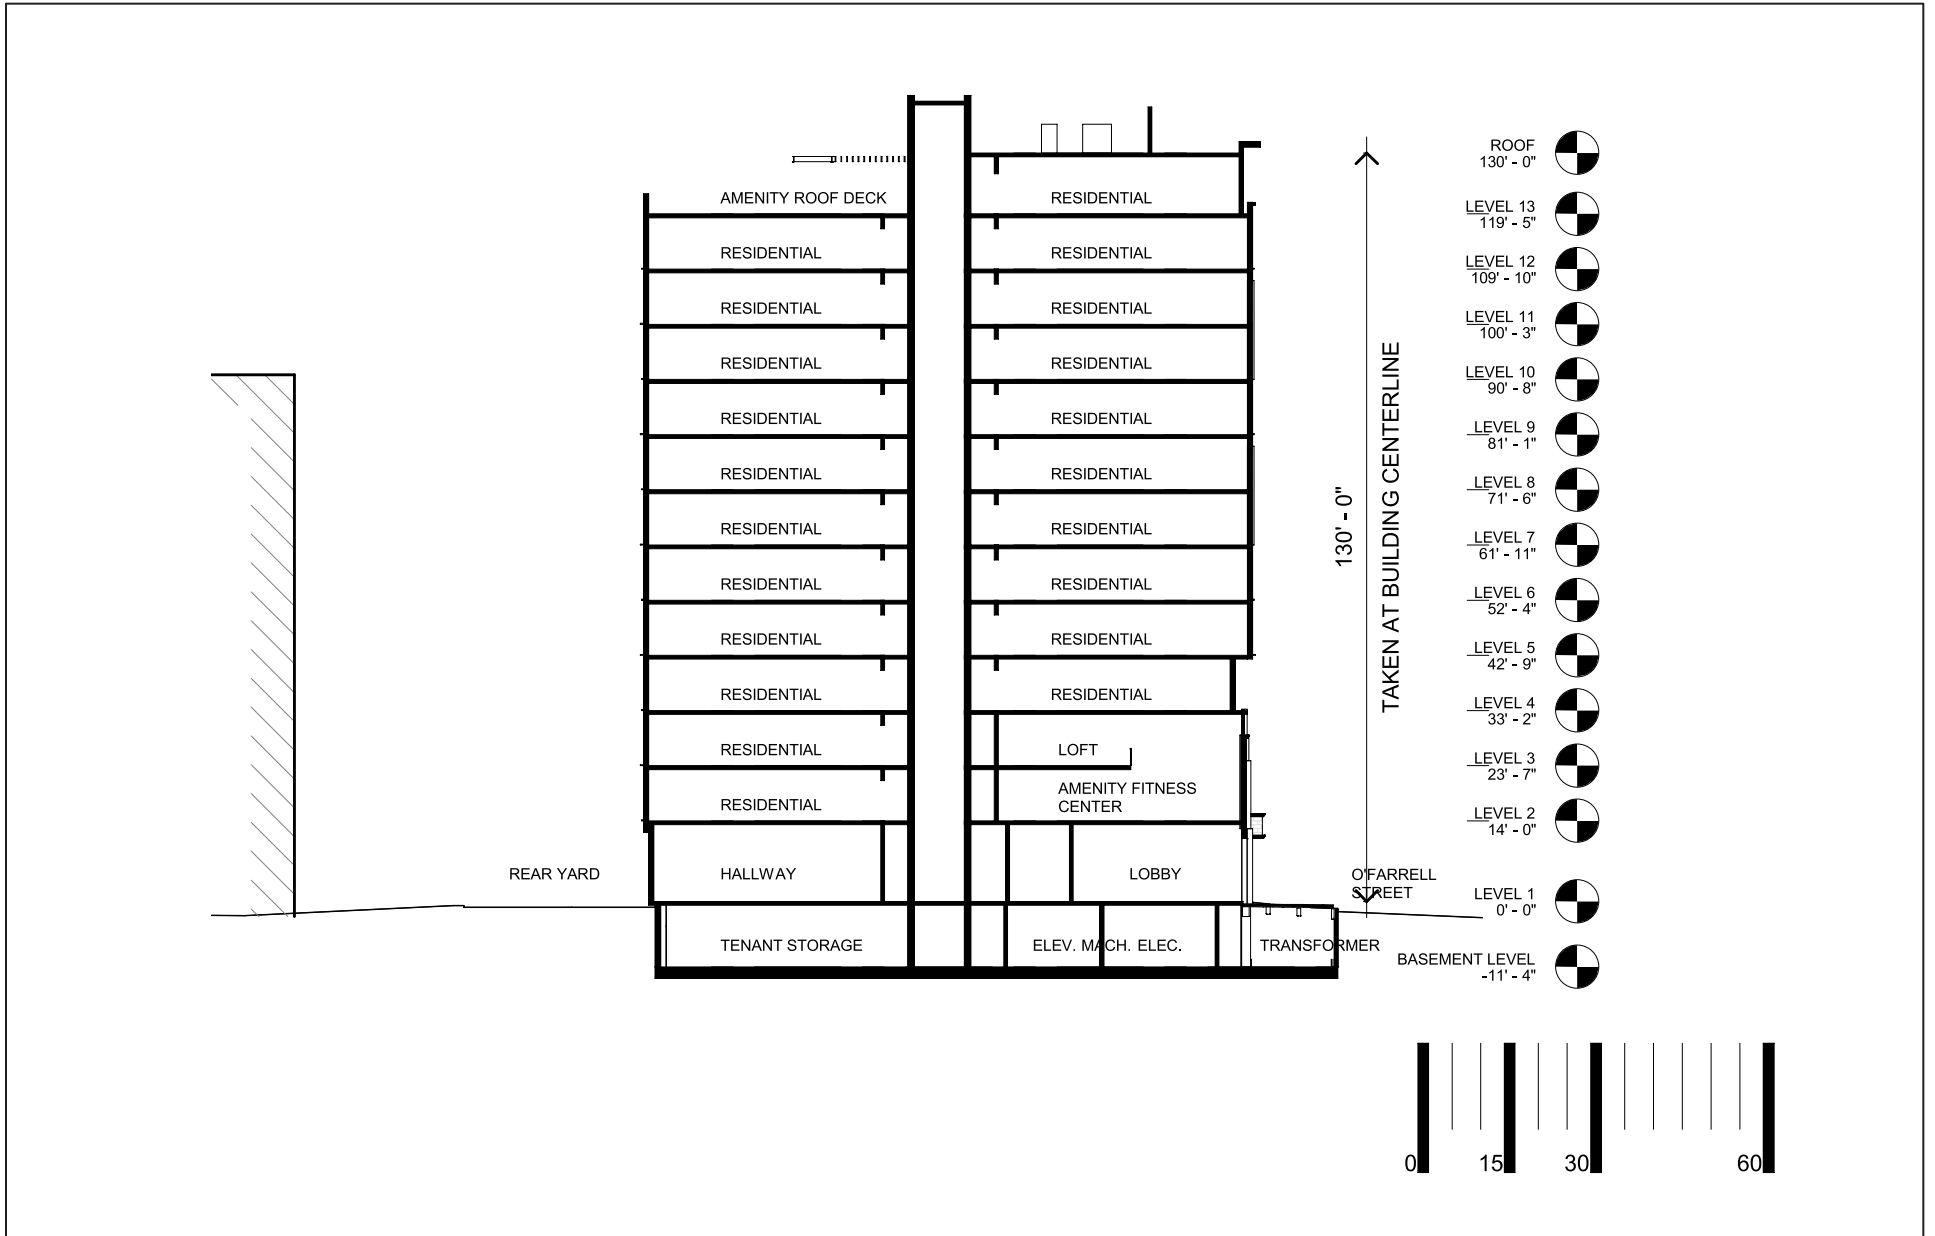 ROOF
130' - 0"
AMENITY ROOF DECK
RESIDENTIAL
LEVEL 13
119' - 5"
RESIDENTIAL
RESIDENTIAL
LEVEL 12
109' - 10"
RESIDENTIAL
RESIDENTIAL
LEVEL 11
100' - 3"
RESIDENTIAL
RESIDENTIAL
LEVEL 10
90' - 8"
RESIDENTIAL
RESIDENTIAL
LEVEL 9
81' - 1"
RESIDENTIAL
RESIDENTIAL
LEVEL 8
71' - 6"
RESIDENTIAL
RESIDENTIAL
LEVEL 7
61' - 11"
RESIDENTIAL
RESIDENTIAL
LEVEL 6
52' - 4"
RESIDENTIAL
RESIDENTIAL
LEVEL 5
42' - 9"
RESIDENTIAL
RESIDENTIAL
LEVEL 4
33' - 2"
RESIDENTIAL
LOFT
LEVEL 3
23' - 7"
RESIDENTIAL
AMENITY FITNESS
CENTER
LEVEL 2
14' - 0"
130' - 0"
TAKEN AT BUILDING CENTERLINE
REAR YARD
HALLWAY
LOBBY
O'FARRELL
STREET
LEVEL 1
0' - 0"
TENANT STORAGE
ELEV. MACH. ELEC.
TRANSFORMER
BASEMENT LEVEL
-11' - 4"
0 15 30 60